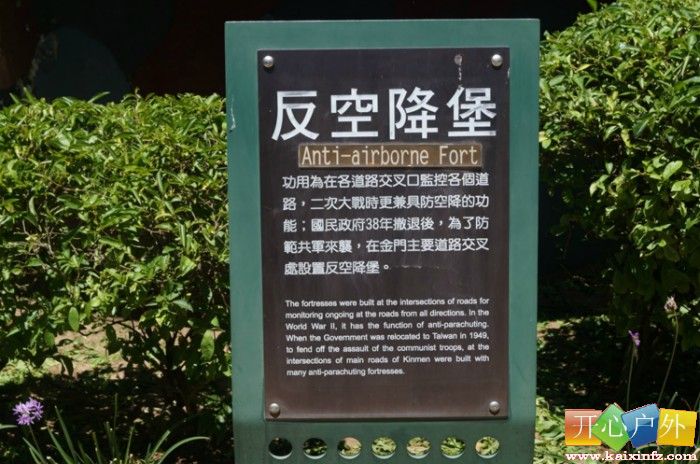 反空降堡
Anti-airborne Fort
功用為在各道路交叉口監控各個道
路，二次大戰時更兼具防空降的功
能；國民政府38年撤退後，為了防
範共軍來襲，在金門主要道路交叉
處設置反空降堡。
The fortresses were built at the intersections of roads for
monitoring ongoing at the roads from all directions. In the
World War II, it has the function of anti-parachuting.
When the Government was relocated to Taiwan in 1949,
to fend off the assault of the communist troops, at the
intersections of main roads of Kinmen were built with
many anti-parachuting fortresses.
开心户外
www.kaixinfz.com